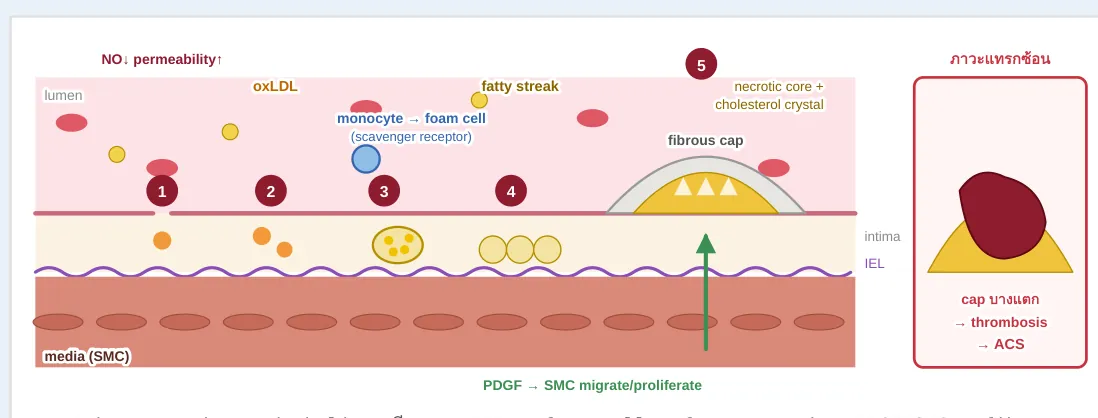 NO↓ permeability↑
5
ภาวะแทรกซ้อน
lumen
oxLDL
fatty streak
necrotic core +
cholesterol crystal
monocyte → foam cell
(scavenger receptor)
fibrous cap
1
2
3
4
intima
IEL
cap บางแตก
→ thrombosis
→ ACS
media (SMC)
PDGF → SMC migrate/proliferate